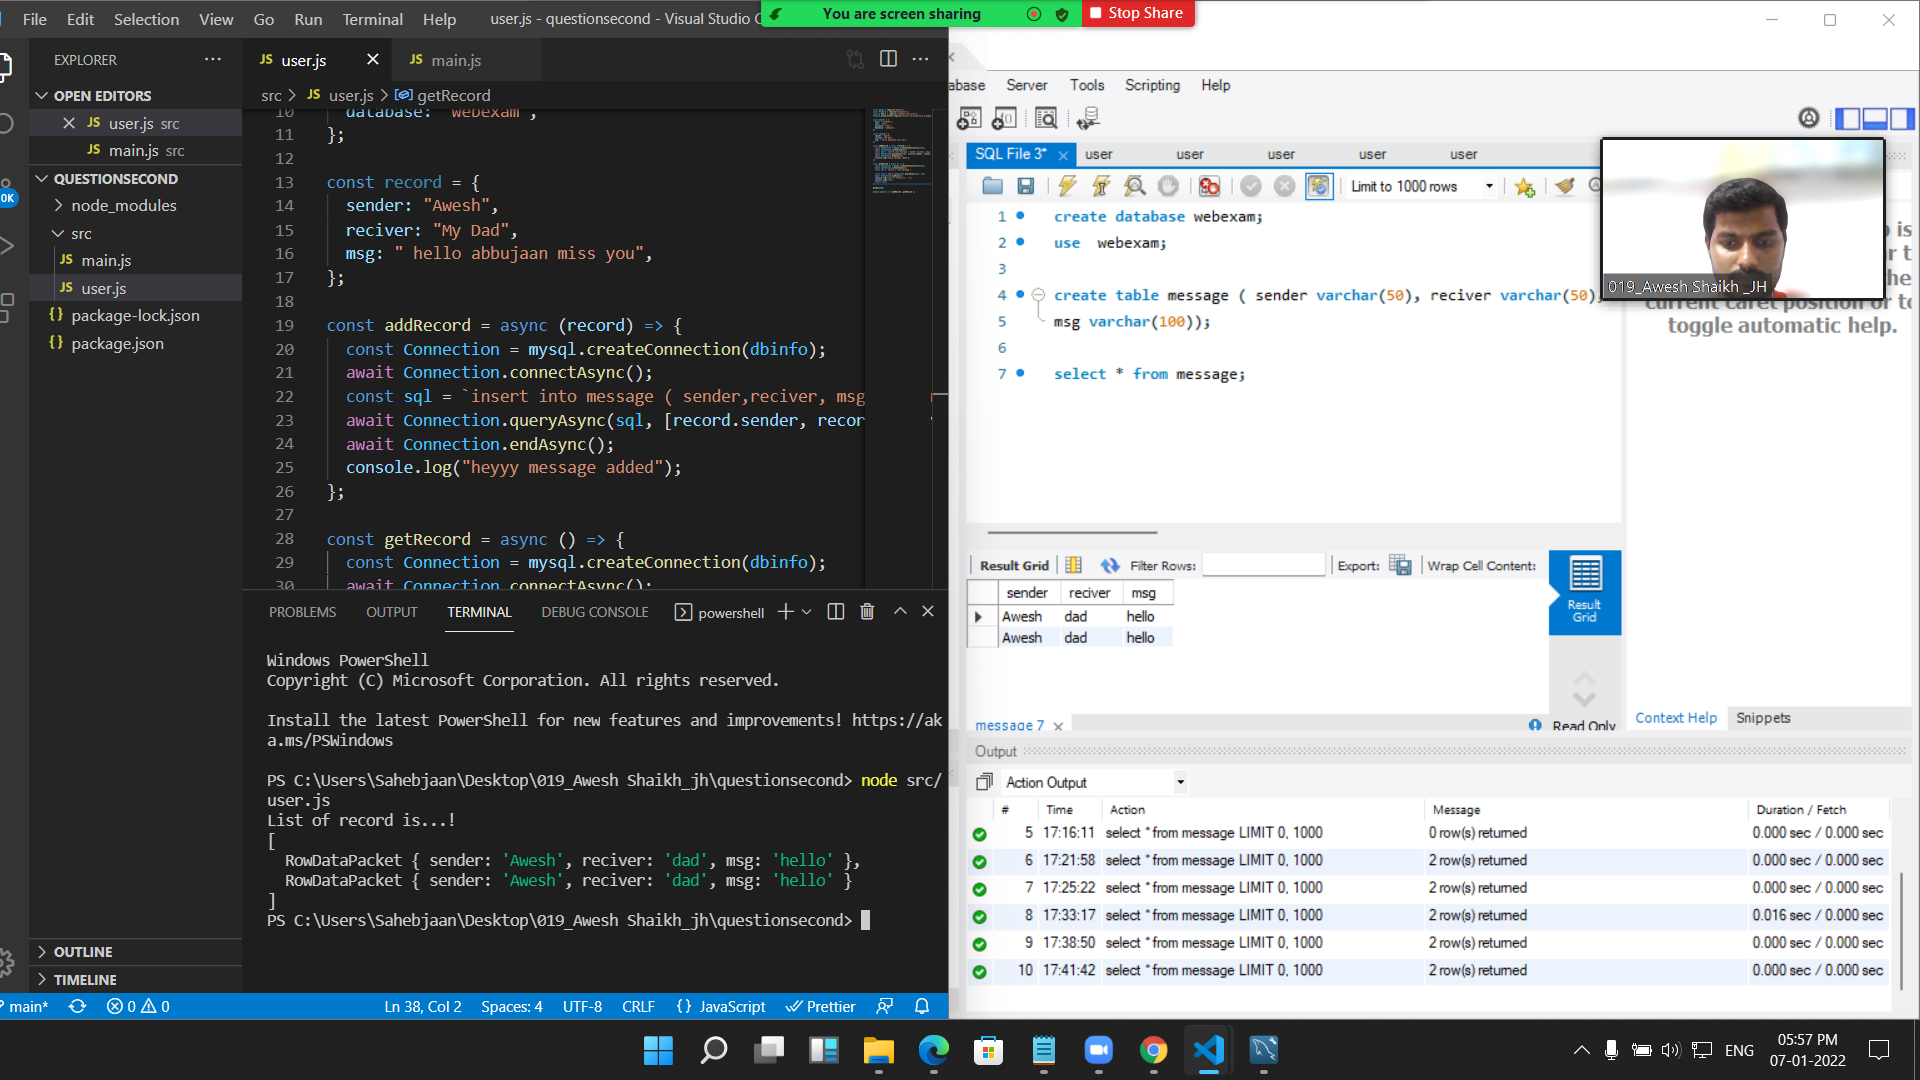 File Edit Selection View Go Run Terminal Help user.js - questionsecond - Visual Studio C
You are screen sharing
Stop Share
EXPLORER
OPEN EDITORS
JS user.js src
JS main.js src
QUESTIONSECOND
node_modules
src
JS main.js
JS user.js
{} package-lock.json
{} package.json
OUTLINE
TIMELINE
JS user.js
JS main.js
src > JS user.js > getRecord
10 database: "webexam",
11 };
12
13 const record = {
14 sender: "Awesh",
15 reciver: "My Dad",
16 msg: " hello abbujaan miss you",
17 };
18
19 const addRecord = async (record) => {
20 const Connection = mysql.createConnection(dbinfo);
21 await Connection.connectAsync();
22 const sql = `insert into message ( sender,reciver, msg
23 await Connection.queryAsync(sql, [record.sender, recor
24 await Connection.endAsync();
25 console.log("heyyy message added");
26 };
27
28 const getRecord = async () => {
29 const Connection = mysql.createConnection(dbinfo);
30 await Connection.connectAsync();
PROBLEMS OUTPUT TERMINAL DEBUG CONSOLE powershell
Windows PowerShell
Copyright (C) Microsoft Corporation. All rights reserved.
Install the latest PowerShell for new features and improvements! https://ak
a.ms/PSWindows
PS C:\Users\Sahebjaan\Desktop\019_Awesh Shaikh_jh\questionsecond> node src/
user.js
List of record is...!
[
RowDataPacket { sender: 'Awesh', reciver: 'dad', msg: 'hello' },
RowDataPacket { sender: 'Awesh', reciver: 'dad', msg: 'hello' }
]
PS C:\Users\Sahebjaan\Desktop\019_Awesh Shaikh_jh\questionsecond>
main* 0 0 Ln 38, Col 2 Spaces: 4 UTF-8 CRLF {} JavaScript Prettier
abase Server Tools Scripting Help
SQL File 3* user user user user user
Limit to 1000 rows
1 create database webexam;
2 use webexam;
3
4 create table message ( sender varchar(50), reciver varchar(50),
5 msg varchar(100));
6
7 select * from message;
019_Awesh Shaikh _JH
current caret position or to
toggle automatic help.
Result Grid Filter Rows: Export: Wrap Cell Content:
sender reciver msg
Awesh dad hello
Awesh dad hello
Result
Grid
message 7
Read Only
Context Help Snippets
Output
Action Output
# Time Action Message Duration / Fetch
5 17:16:11 select * from message LIMIT 0, 1000 0 row(s) returned 0.000 sec / 0.000 sec
6 17:21:58 select * from message LIMIT 0, 1000 2 row(s) returned 0.000 sec / 0.000 sec
7 17:25:22 select * from message LIMIT 0, 1000 2 row(s) returned 0.000 sec / 0.000 sec
8 17:33:17 select * from message LIMIT 0, 1000 2 row(s) returned 0.016 sec / 0.000 sec
9 17:38:50 select * from message LIMIT 0, 1000 2 row(s) returned 0.000 sec / 0.000 sec
10 17:41:42 select * from message LIMIT 0, 1000 2 row(s) returned 0.000 sec / 0.000 sec
ENG
05:57 PM
07-01-2022